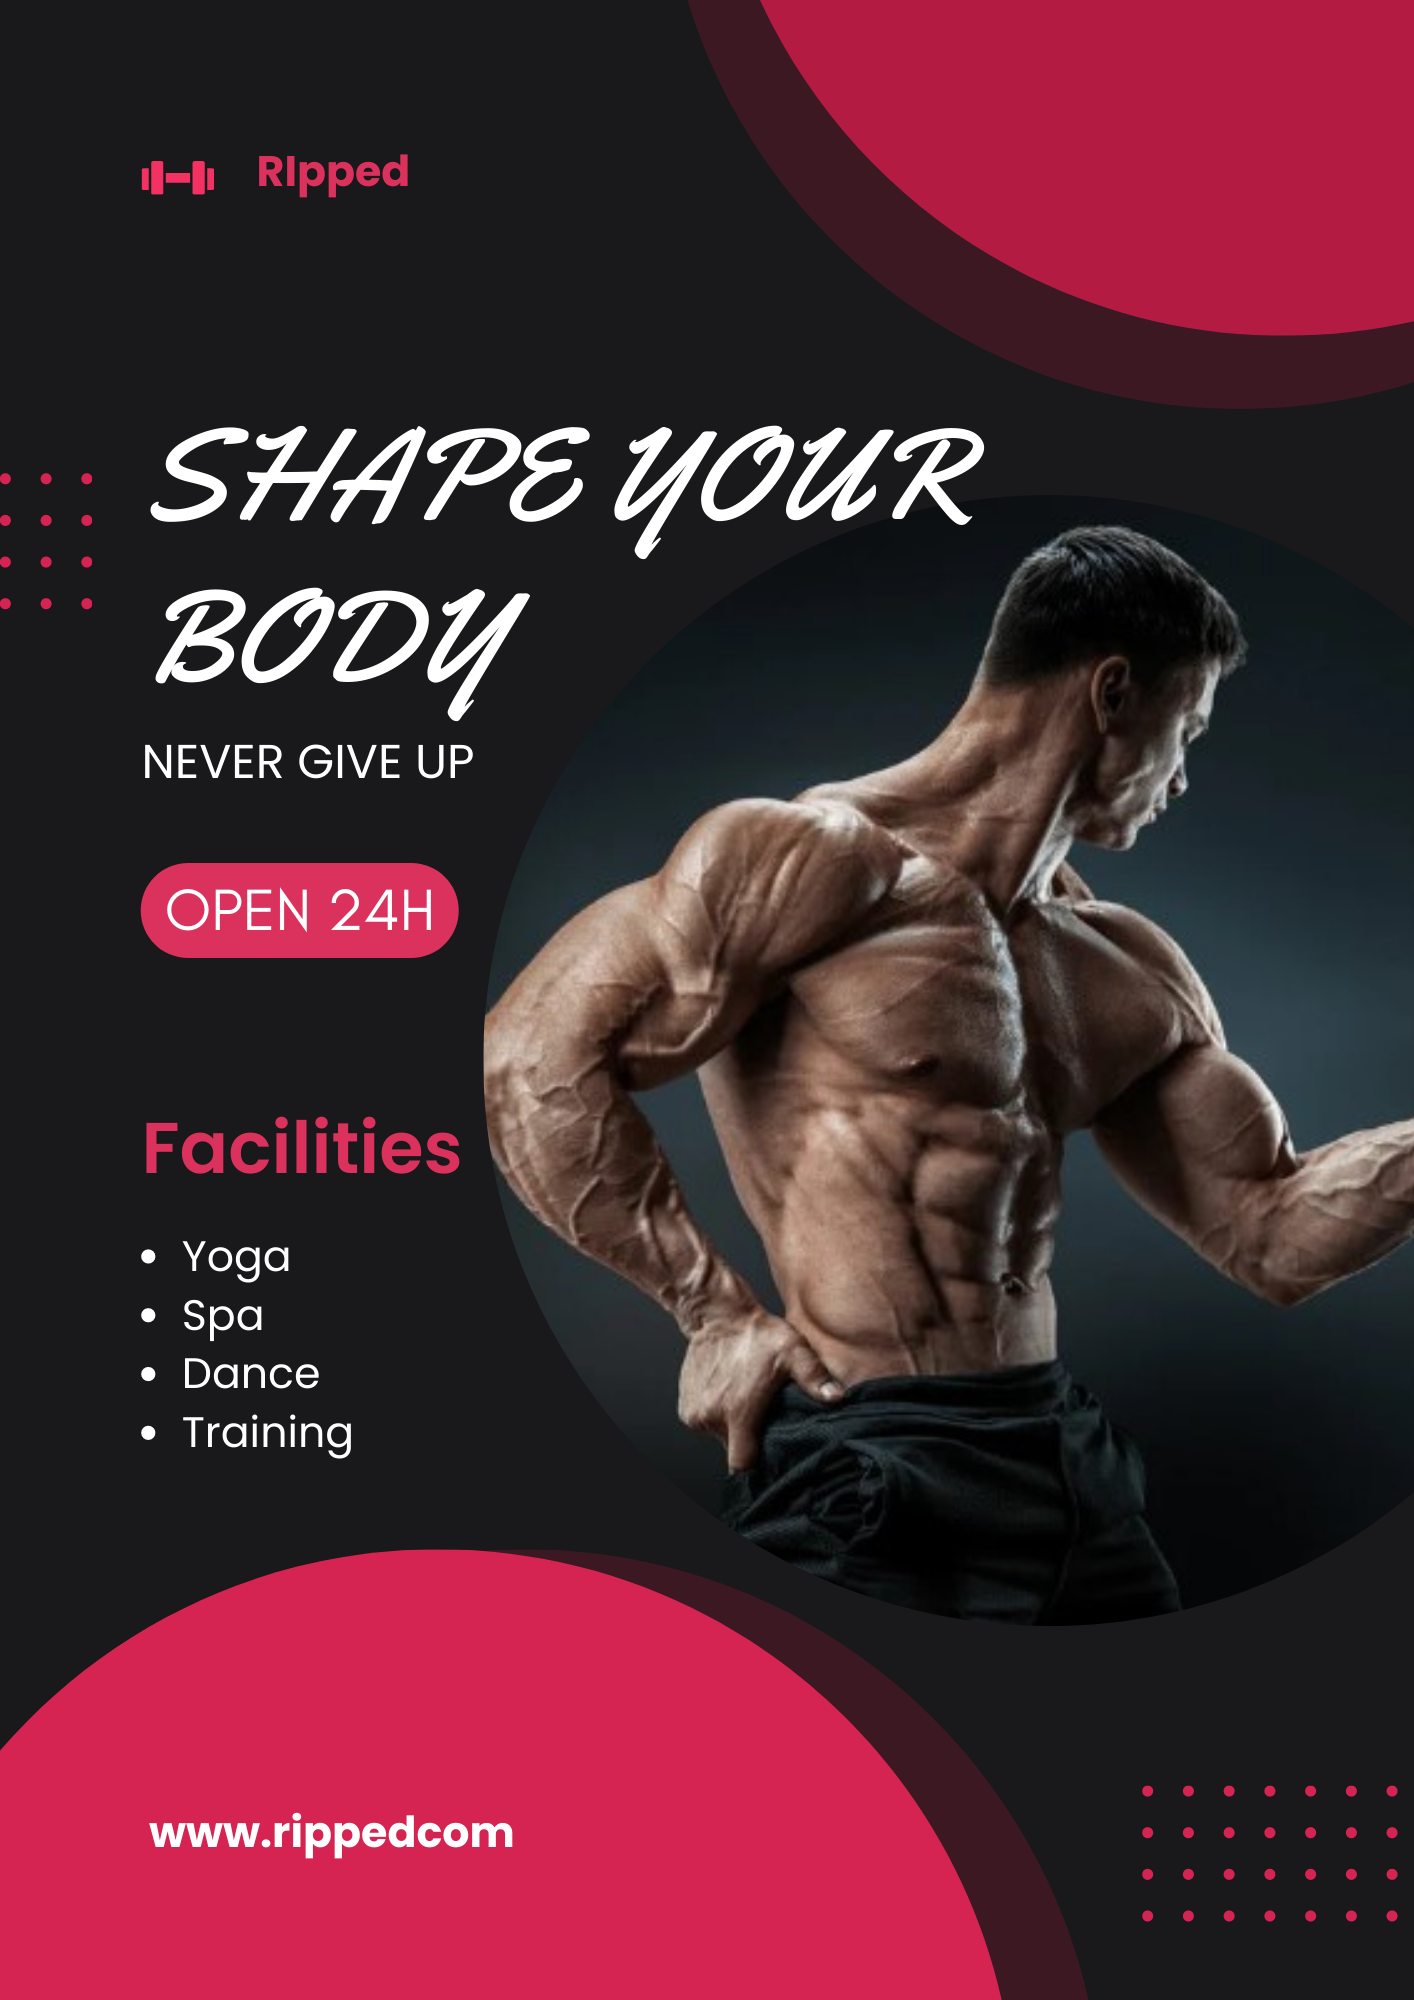 RIpped
SHAPE YOUR
BODY
NEVER GIVE UP
OPEN 24H
Facilities
• Yoga
• Spa
• Dance
• Training
www.rippedcom